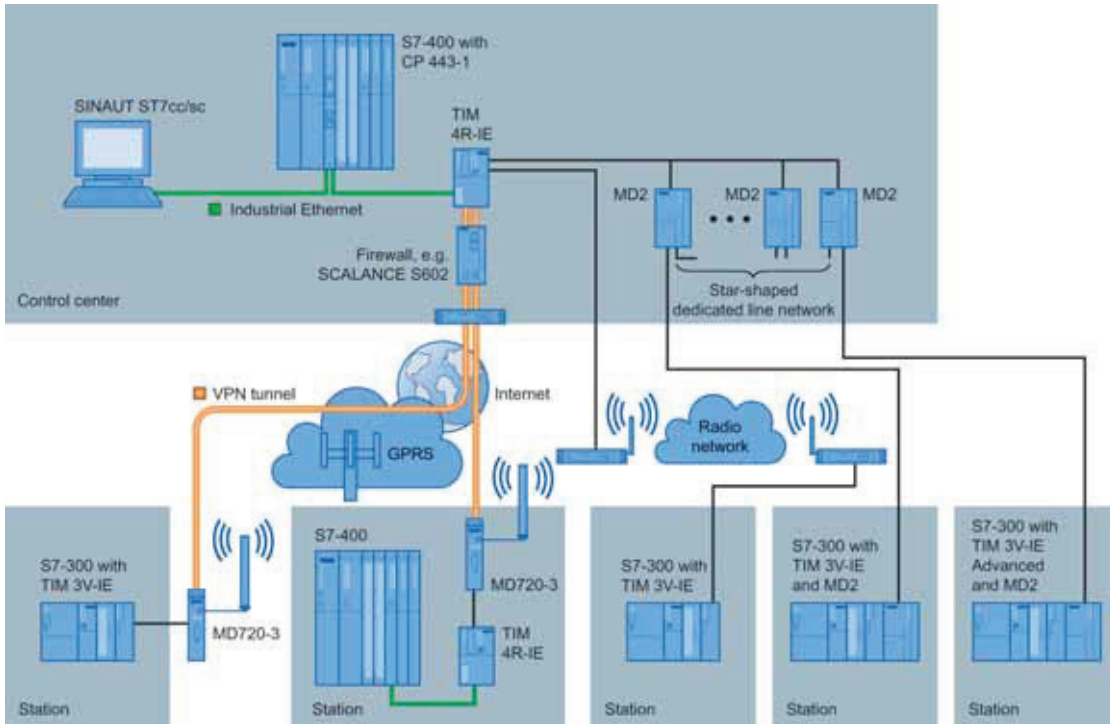 S7-400 with
CP 443-1
SINAUT ST7cc/sc
TIM
4R-IE
Industrial Ethernet
MD2
MD2
MD2
Firewall, e.g.
SCALANCE S602
Star-shaped
dedicated line network
Control center
VPN tunnel
Internet
GPRS
Radio
network
S7-300 with
TIM 3V-IE
MD720-3
Station
S7-400
MD720-3
TIM
4R-IE
Station
S7-300 with
TIM 3V-IE
Station
S7-300 with
TIM 3V-IE
and MD2
Station
S7-300 with
TIM 3V-IE
Advanced
and MD2
Station